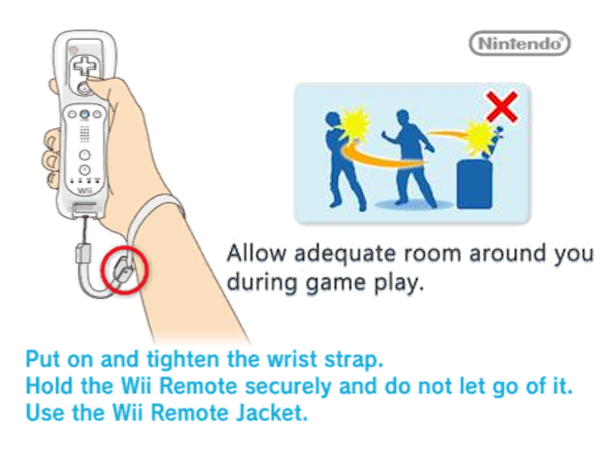 Nintendo
Wii
Allow adequate room around you
during game play.
Put on and tighten the wrist strap.
Hold the Wii Remote securely and do not let go of it.
Use the Wii Remote Jacket.